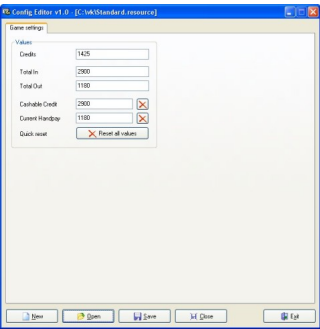 Config Editor v1.0 - [C:\wk\Standard.resource]
Game settings
Values
Credits 1425
Total In 2900
Total Out 1180
Cashable Credit 2900
Current Handpay 1180
Quick reset Reset all values
New Open Save Close Exit